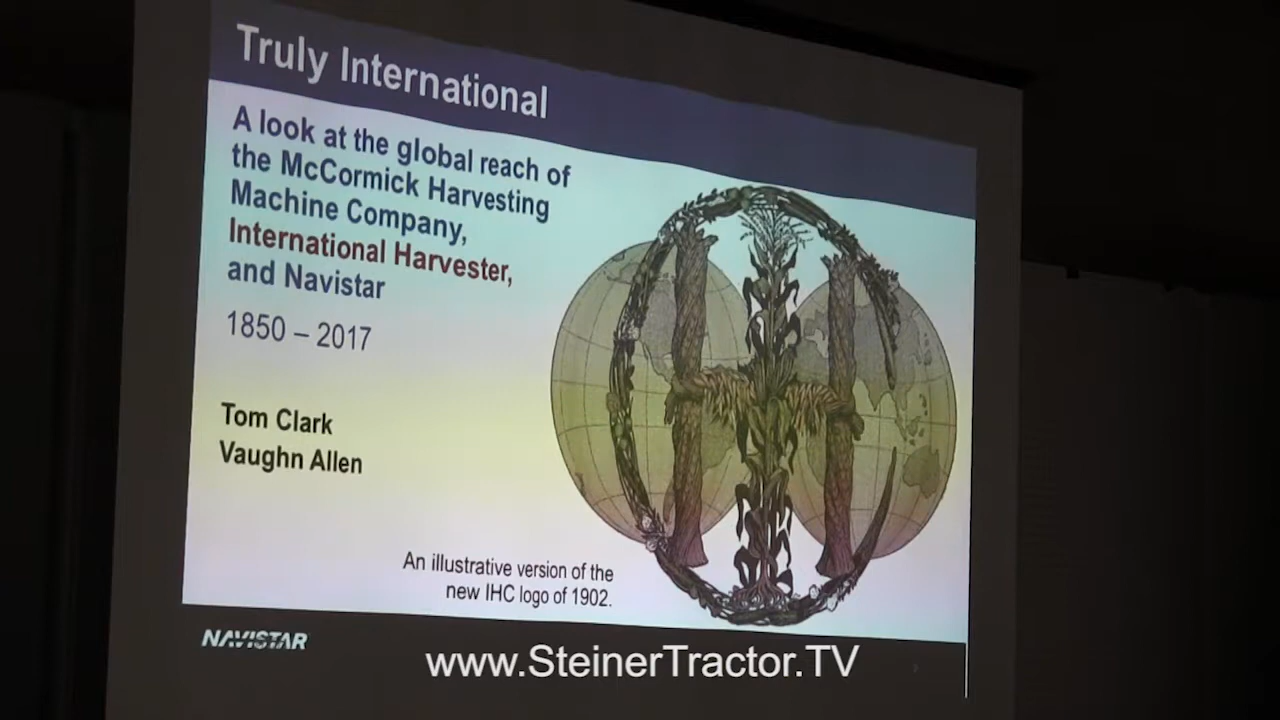 Truly International
A look at the global reach of
the McCormick Harvesting
Machine Company,
International Harvester,
and Navistar
1850 – 2017
Tom Clark
Vaughn Allen
An illustrative version of the
new IHC logo of 1902.
NAVISTAR
www.SteinerTractor.TV